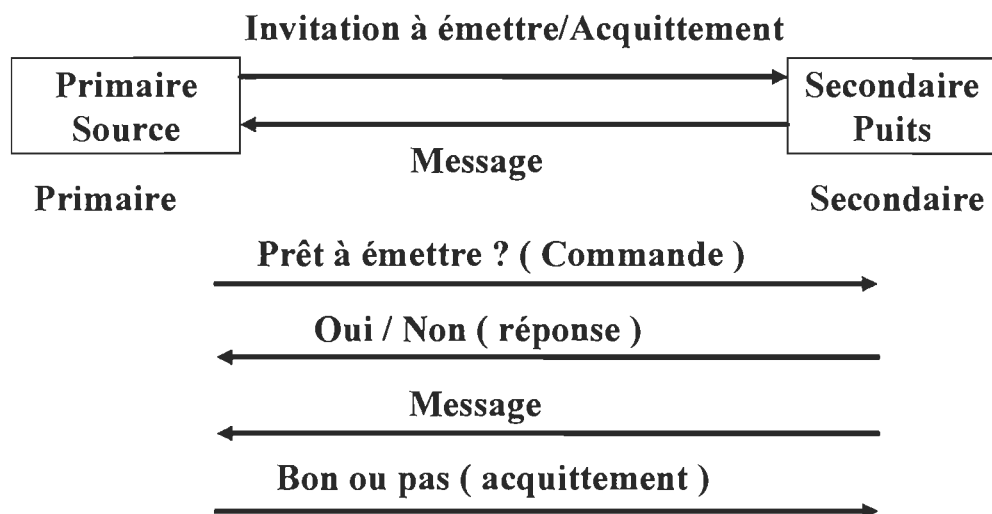 Invitation à émettre/Acquittement
Primaire
Source
Secondaire
Puits
Message
Primaire
Secondaire
Prêt à émettre ? ( Commande )
Oui / Non ( réponse )
Message
Bon ou pas ( acquittement )